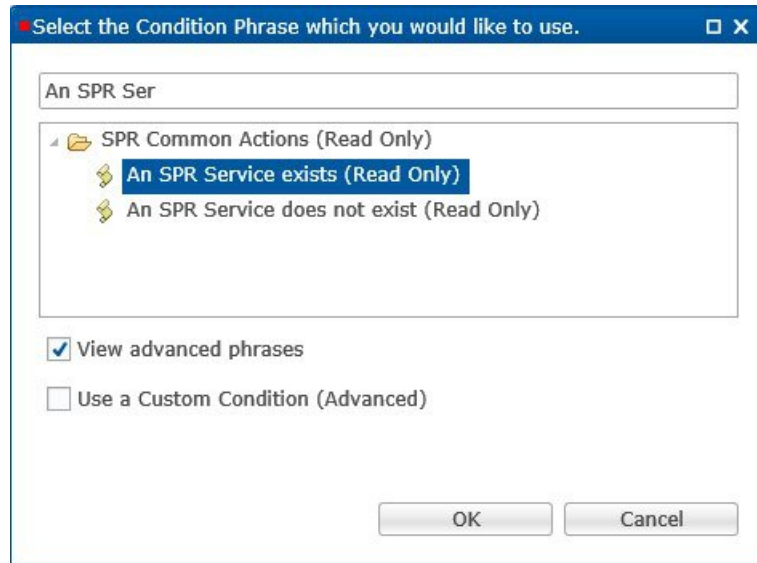 Select the Condition Phrase which you would like to use.
An SPR Ser
SPR Common Actions (Read Only)
An SPR Service exists (Read Only)
An SPR Service does not exist (Read Only)
View advanced phrases
Use a Custom Condition (Advanced)
OK Cancel